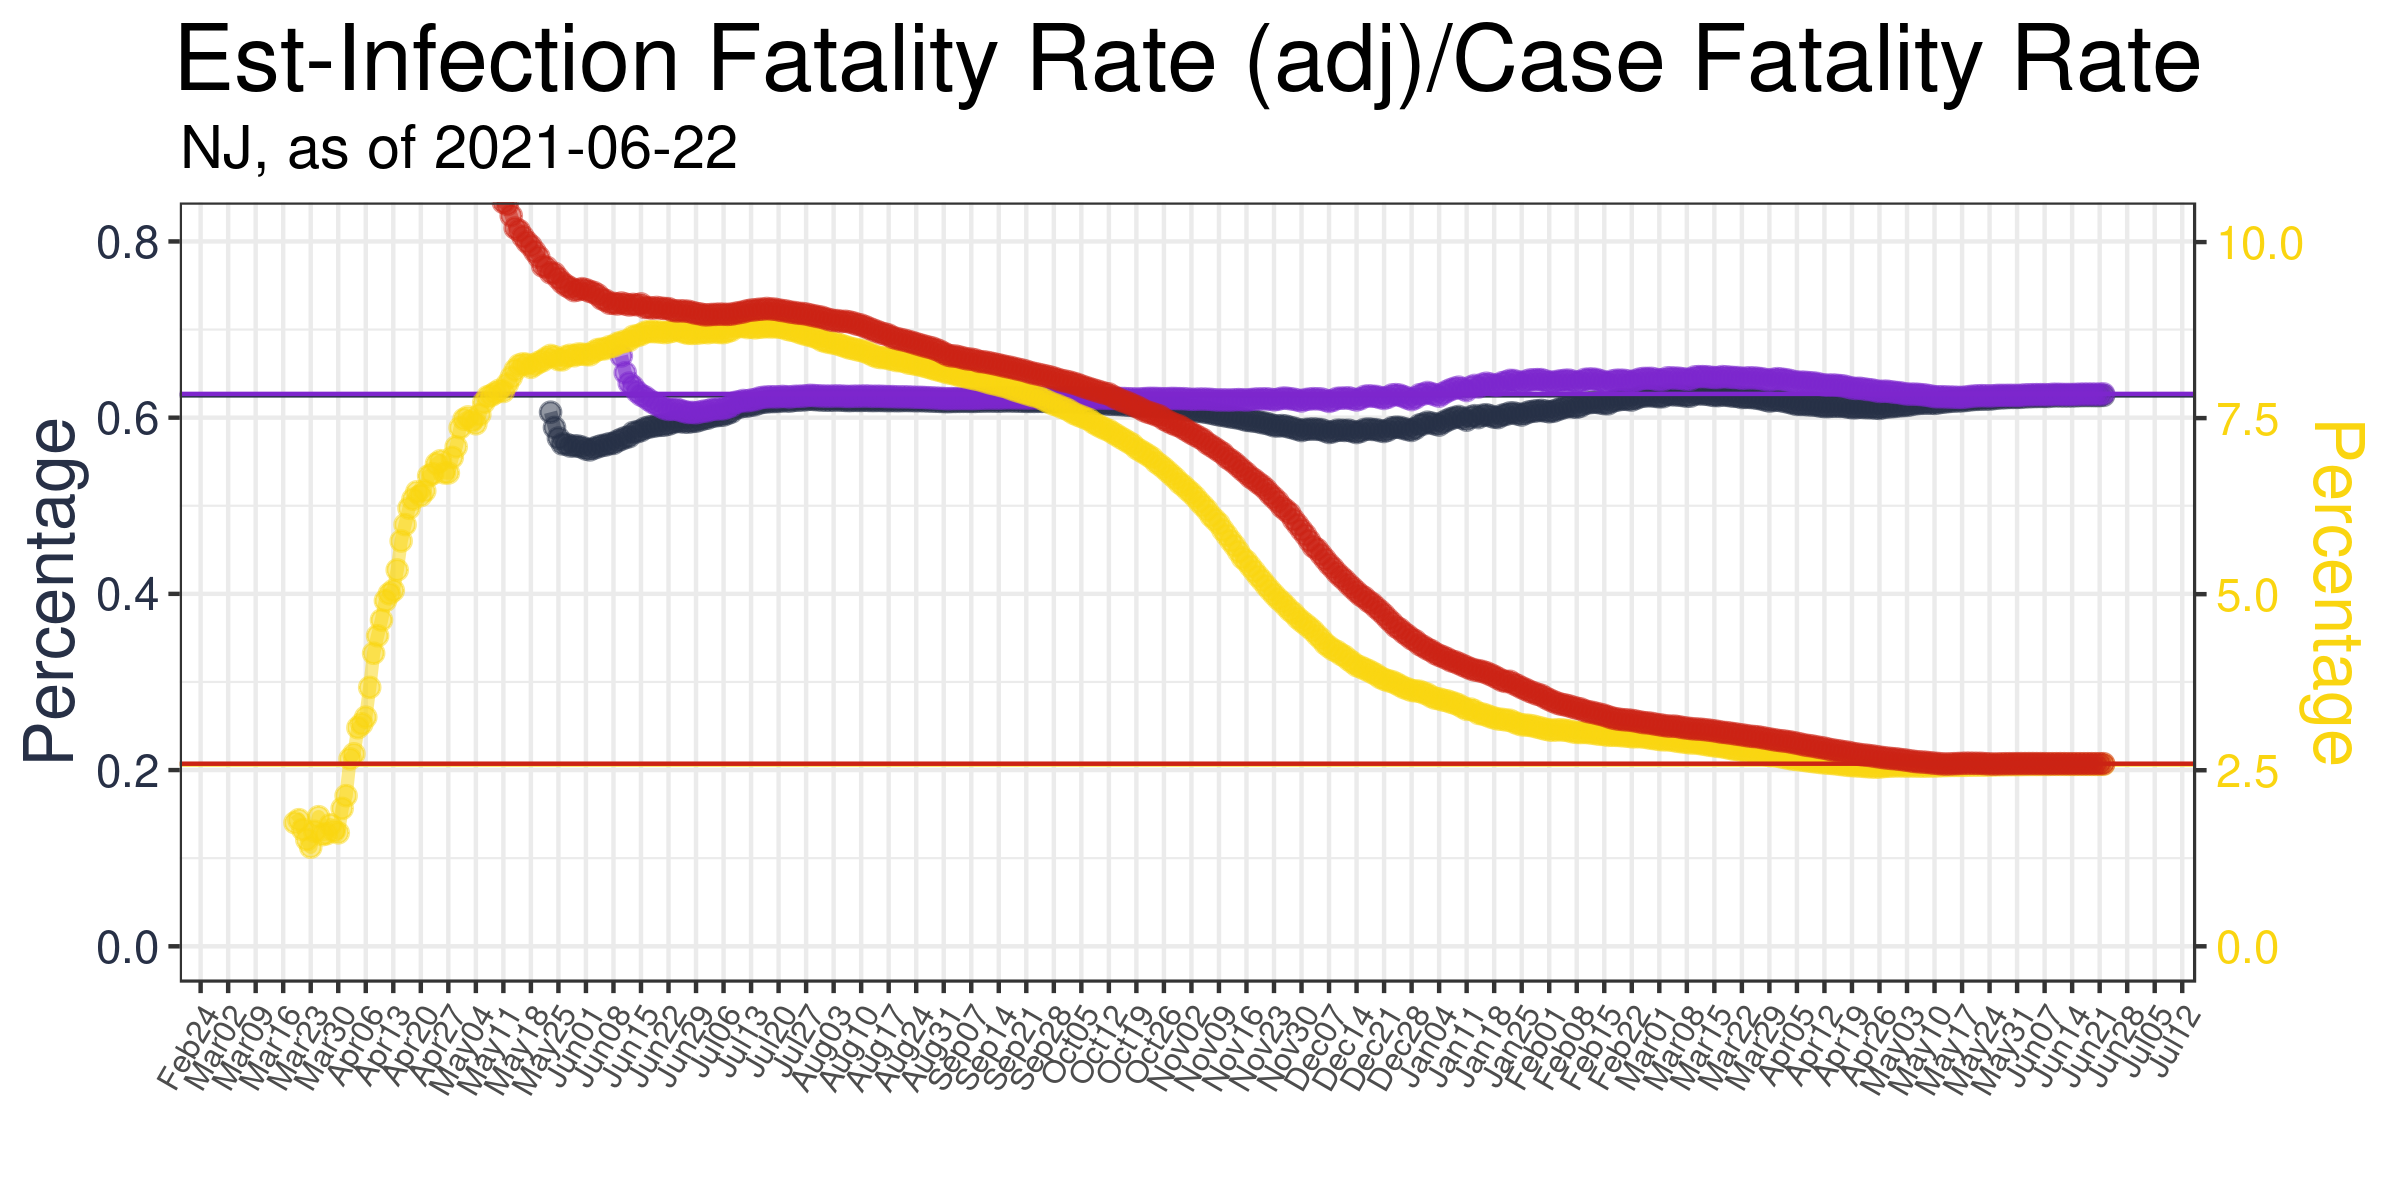 Est-Infection Fatality Rate (adj)/Case Fatality Rate
NJ, as of 2021-06-22
Percentage
0.8
0.6
0.4
0.2
0.0
10.0
7.5
5.0
2.5
0.0
Percentage
Feb24
Mar02
Mar09
Mar16
Mar23
Mar30
Apr06
Apr13
Apr20
Apr27
May04
May11
May18
May25
Jun01
Jun08
Jun15
Jun22
Jun29
Jul06
Jul13
Jul20
Jul27
Aug03
Aug10
Aug17
Aug24
Aug31
Sep07
Sep14
Sep21
Sep28
Oct05
Oct12
Oct19
Oct26
Nov02
Nov09
Nov16
Nov23
Nov30
Dec07
Dec14
Dec21
Dec28
Jan04
Jan11
Jan18
Jan25
Feb01
Feb08
Feb15
Feb22
Mar01
Mar08
Mar15
Mar22
Mar29
Apr05
Apr12
Apr19
Apr26
May03
May10
May17
May24
May31
Jun07
Jun14
Jun21
Jun28
Jul05
Jul12